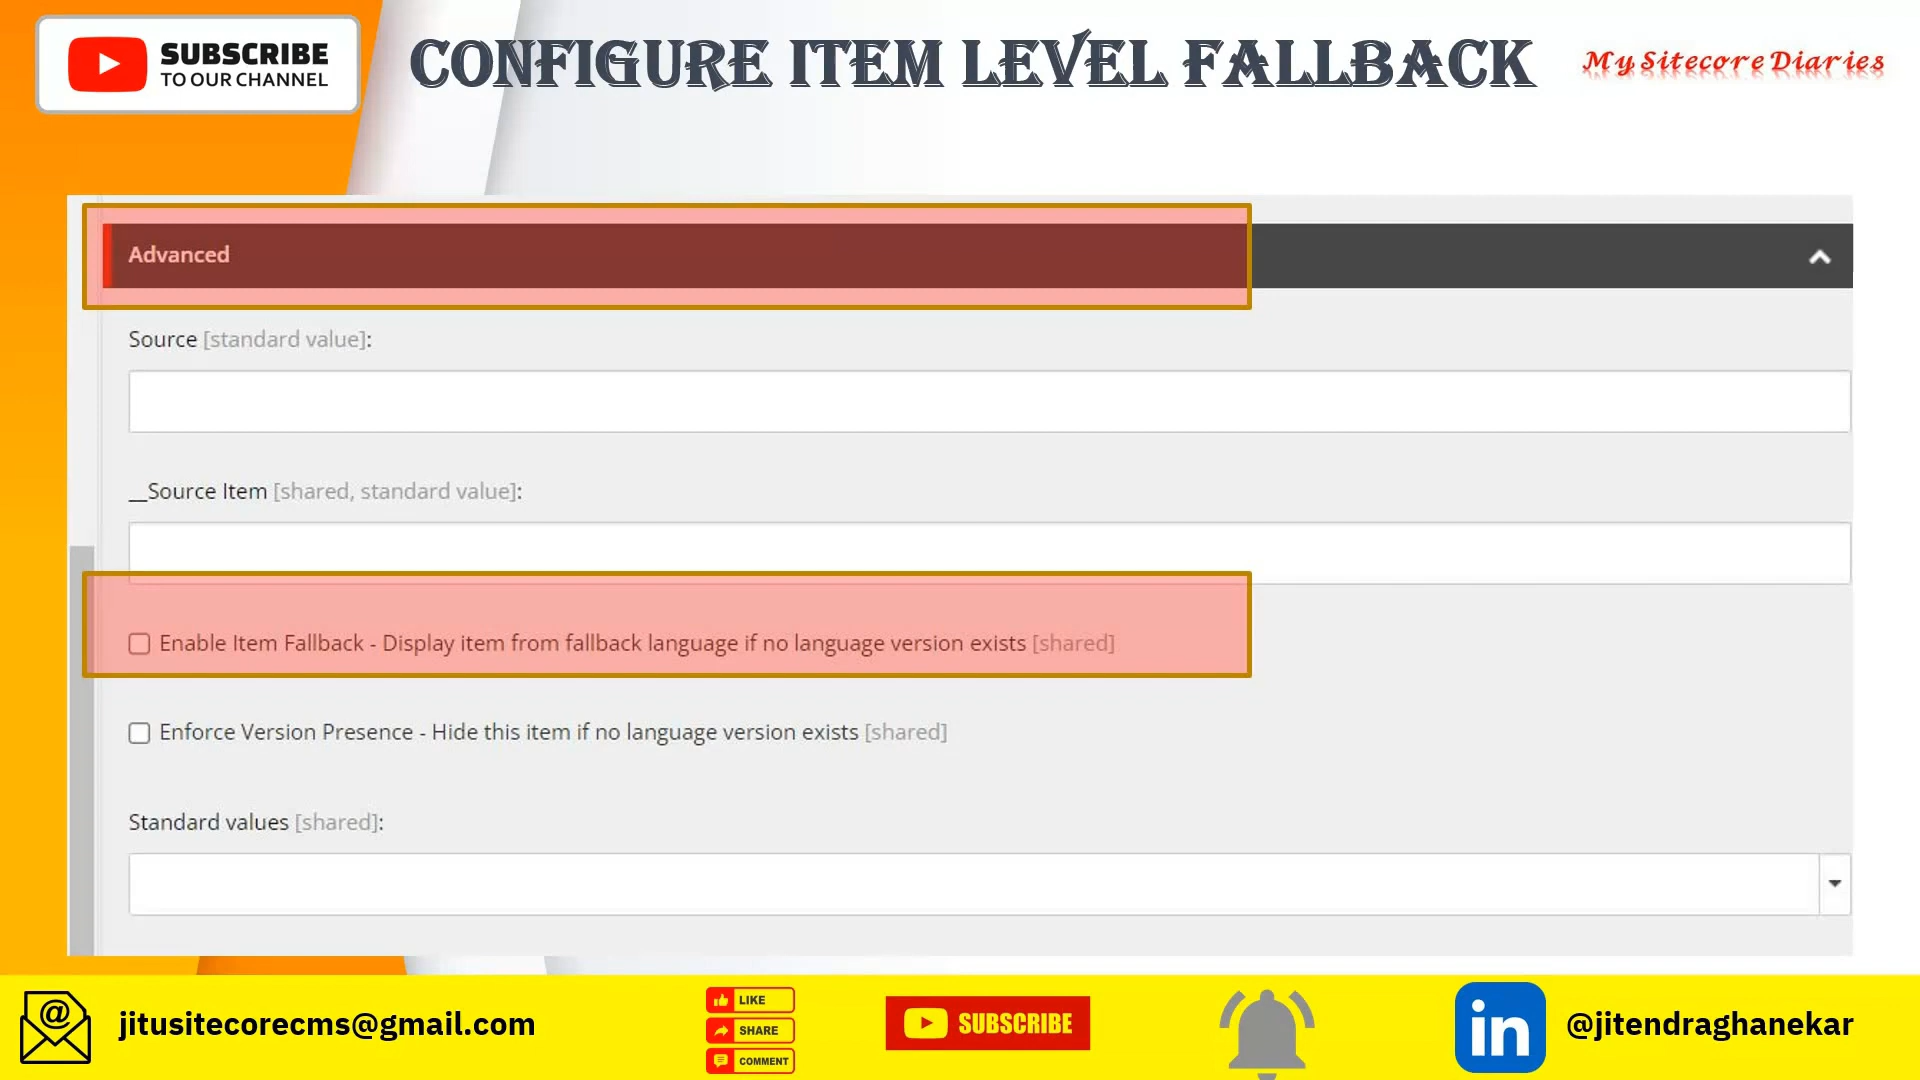 SUBSCRIBE
TO OUR CHANNEL
CONFIGURE ITEM LEVEL FALLBACK
My Sitecore Diaries
Advanced
Source [standard value]:
__Source Item [shared, standard value]:
Enable Item Fallback - Display item from fallback language if no language version exists [shared]
Enforce Version Presence - Hide this item if no language version exists [shared]
Standard values [shared]:
@
jitusitecorecms@gmail.com
LIKE
SHARE
COMMENT
SUBSCRIBE
in
@jitendraghanekar